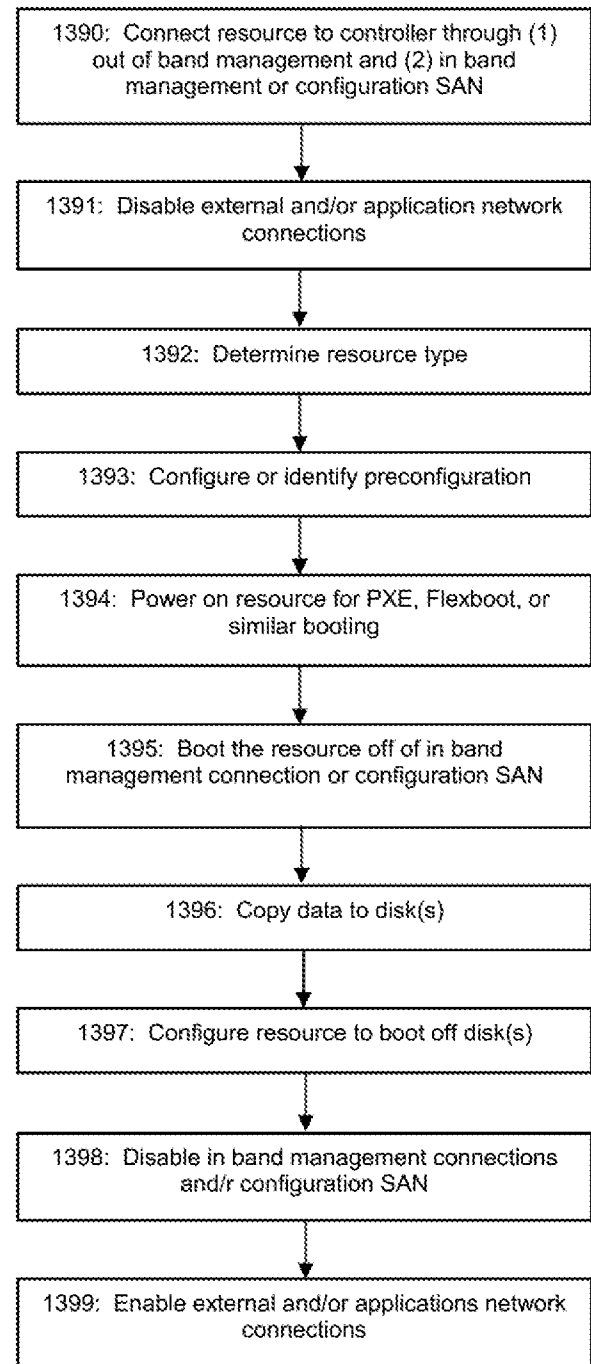 1390: Connect resource to controller through (1)
out of band management and (2) in band
management or configuration SAN
1391: Disable external and/or application network
connections
1392: Determine resource type
1393: Configure or identify preconfiguration
1394: Power on resource for PXE, Flexboot, or
similar booting
1395: Boot the resource off of in band
management connection or configuration SAN
1396: Copy data to disk(s)
1397: Configure resource to boot off disk(s)
1398: Disable in band management connections
and/r configuration SAN
1399: Enable external and/or applications network
connections